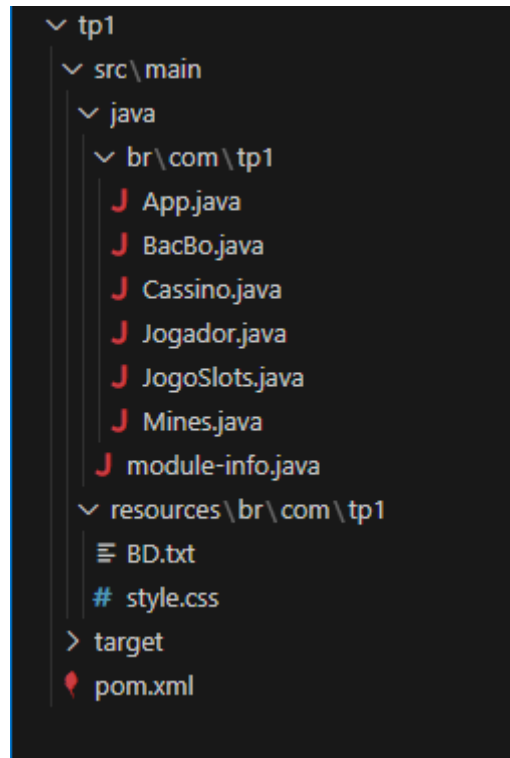 tp1
src\main
java
br\com\tp1
J App.java
J BacBo.java
J Cassino.java
J Jogador.java
J JogoSlots.java
J Mines.java
J module-info.java
resources\br\com\tp1
BD.txt
# style.css
target
pom.xml